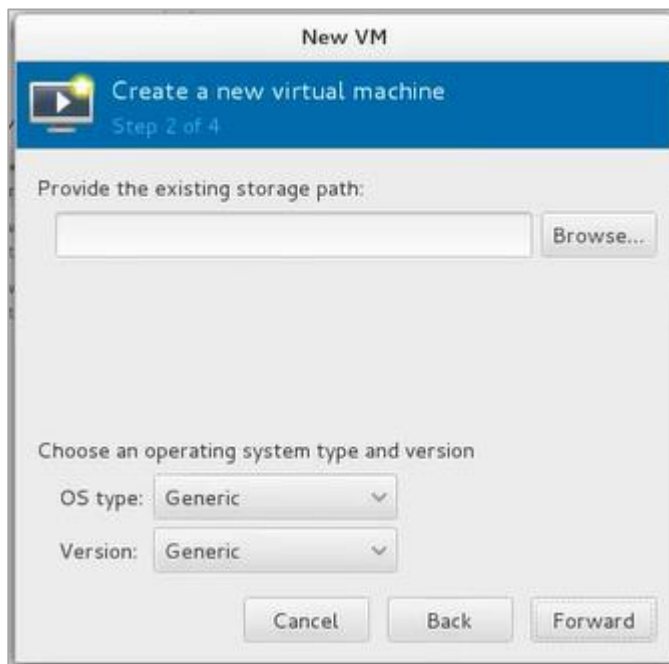 New VM
Create a new virtual machine
Step 2 of 4
Provide the existing storage path:
Browse...
Choose an operating system type and version
OS type: Generic
Version: Generic
Cancel Back Forward